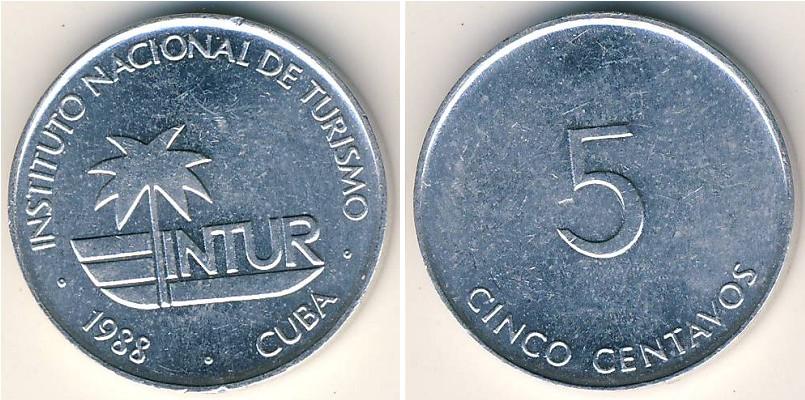 INSTITUTO NACIONAL DE TURISMO
INTUR
1988
CUBA
5
CINCO CENTAVOS